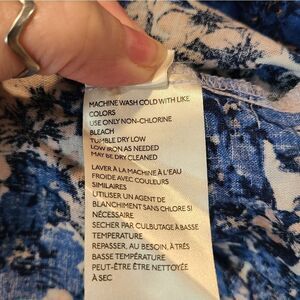 MACHINE WASH COLD WITH LIKE
COLORS
USE ONLY NON-CHLORINE
BLEACH
TUMBLE DRY LOW
LOW IRON AS NEEDED
MAY BE DRY CLEANED
LAVER À LA MACHINE À L'EAU
FROIDE AVEC COULEURS
SIMILAIRES
UTILISER UN AGENT DE
BLANCHIMENT SANS CHLORE SI
NÉCESSAIRE
SECHER PAR CULBUTAGE À BASSE
TEMPERATURE
REPASSER, AU BESOIN, À TRÈS
BASSE TEMPÉRATURE
PEUT-ÊTRE ÊTRE NETTOYÉE
À SEC